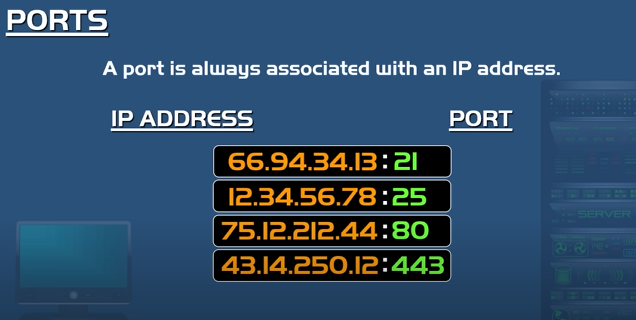 PORTS
A port is always associated with an IP address.
IP ADDRESS PORT
66.94.34.13:21
12.34.56.78:25
75.12.212.44:80
43.14.250.12:443
SERVER